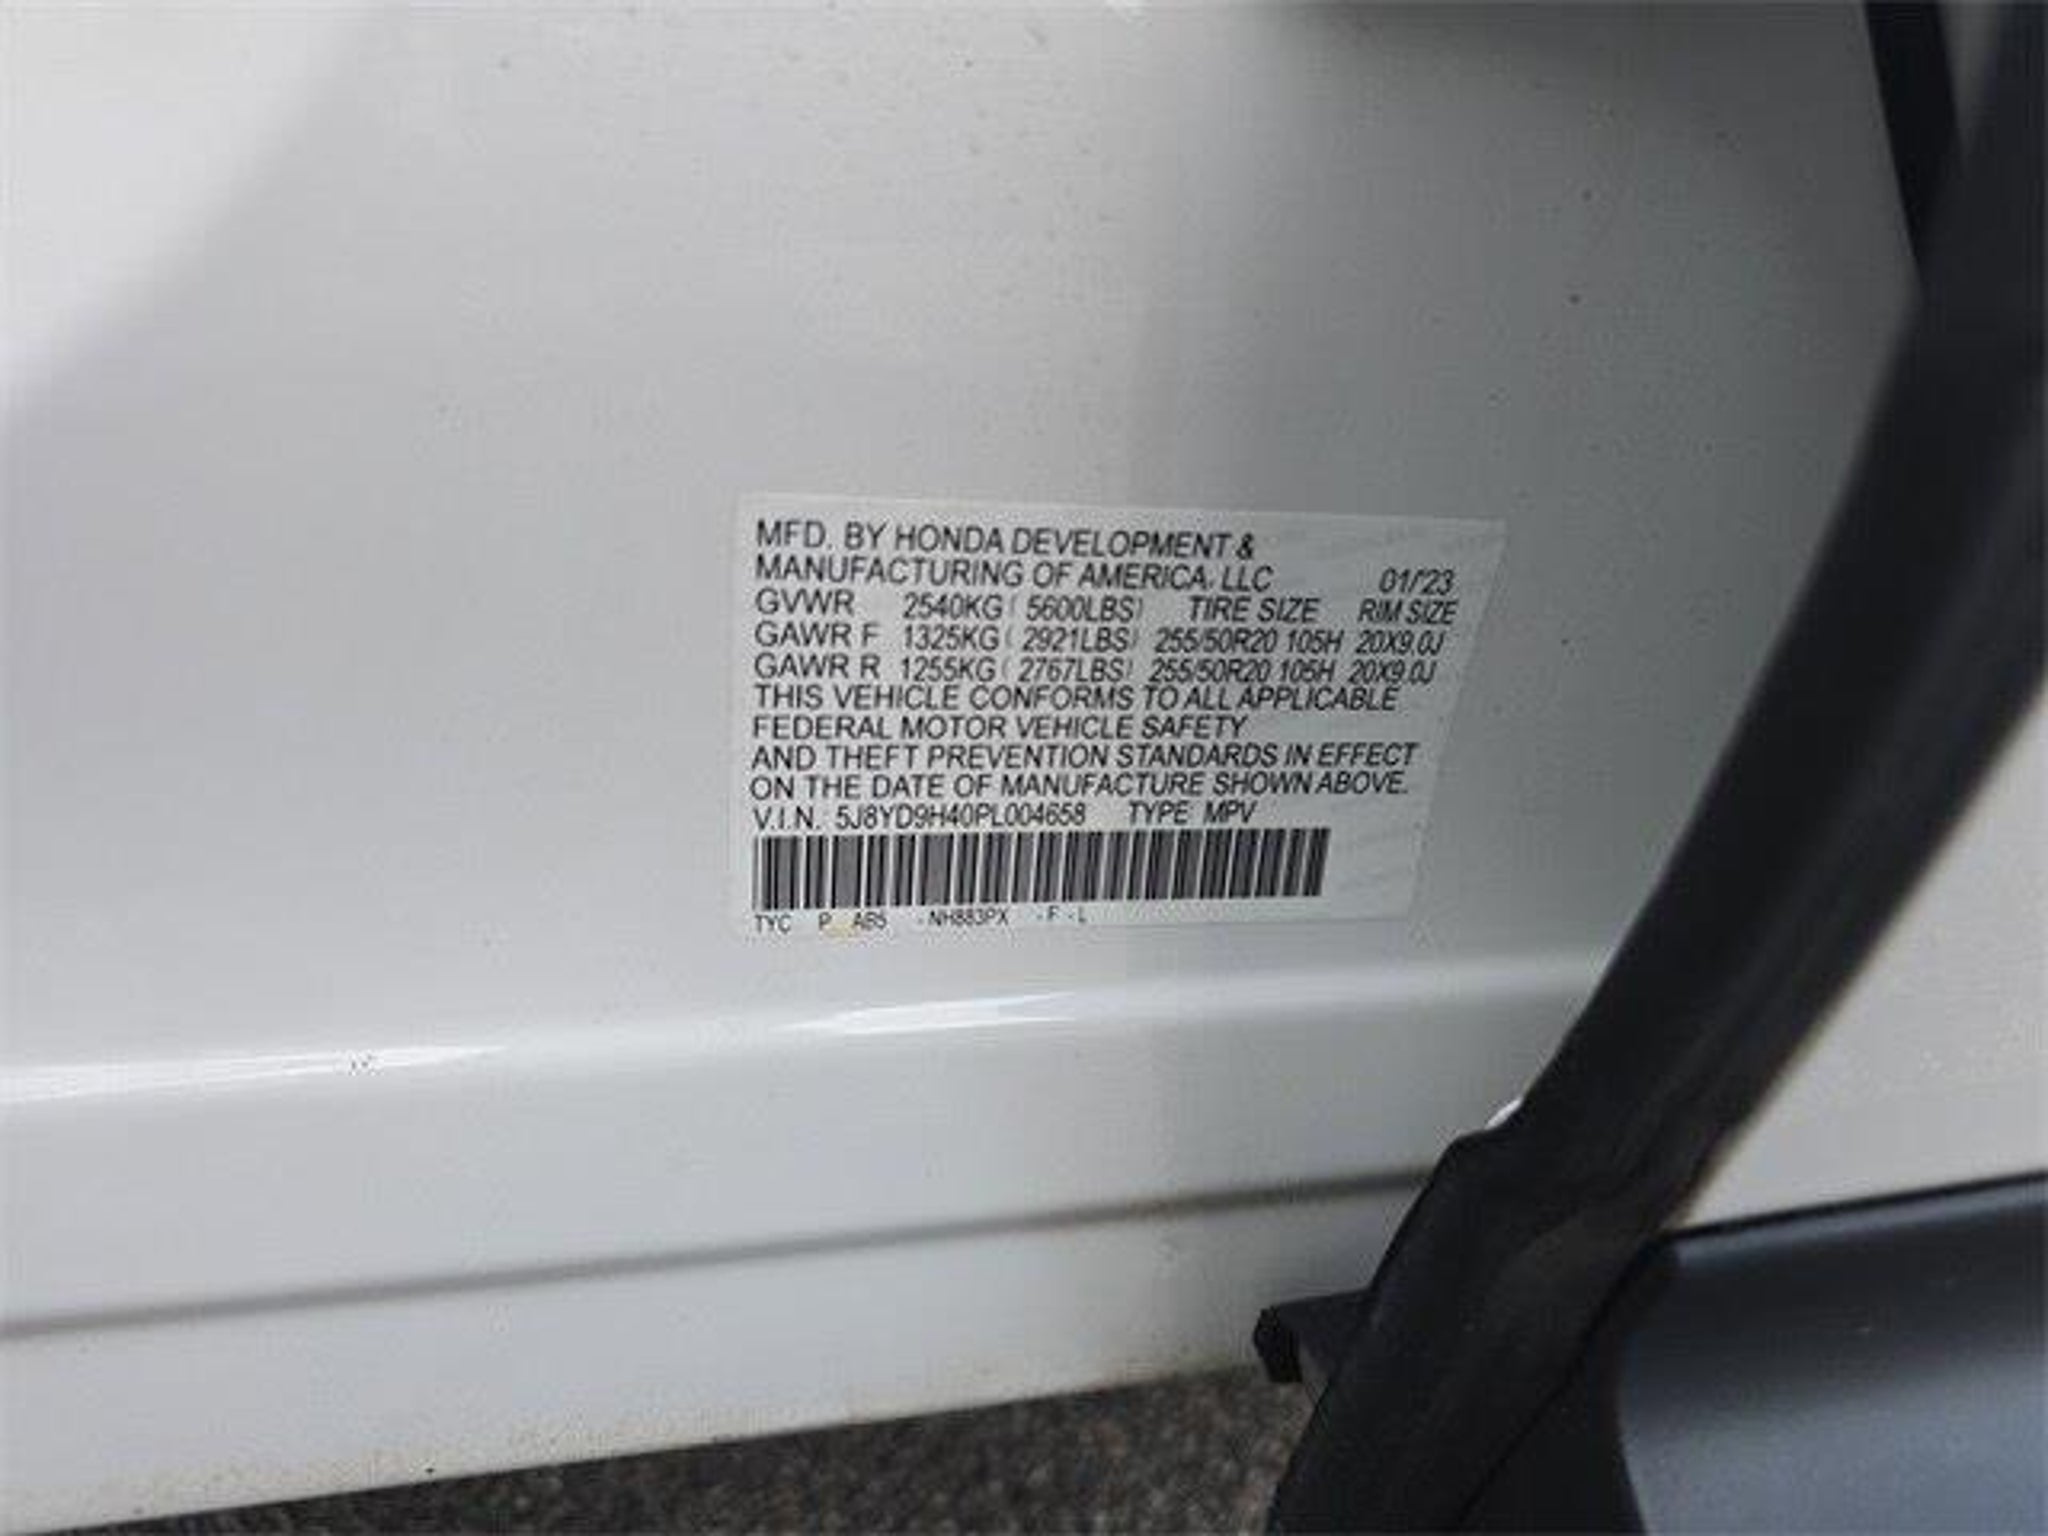 MFD. BY HONDA DEVELOPMENT &
MANUFACTURING OF AMERICA, LLC 01/'23
GVWR 2540KG ( 5600LBS) TIRE SIZE RIM SIZE
GAWR F 1325KG ( 2921LBS) 255/50R20 105H 20X9.0J
GAWR R 1255KG ( 2767LBS) 255/50R20 105H 20X9.0J
THIS VEHICLE CONFORMS TO ALL APPLICABLE
FEDERAL MOTOR VEHICLE SAFETY
AND THEFT PREVENTION STANDARDS IN EFFECT
ON THE DATE OF MANUFACTURE SHOWN ABOVE.
V.I.N. 5J8YD9H40PL004658 TYPE MPV
TYC P AB5 -NH883PX -F -L